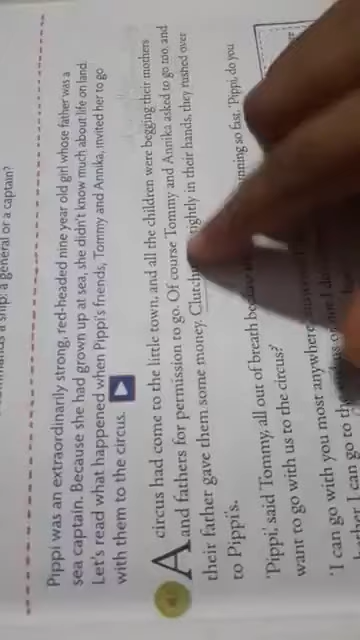 a ship; a general or a captain?
Pippi was an extraordinarily strong, red-headed nine year old girl whose father was a
sea captain. Because she had grown up at sea, she didn't know much about life on land.
Let's read what happened when Pippi's friends, Tommy and Annika, invited her to go
with them to the circus.
A circus had come to the little town, and all the children were begging their mothers
and fathers for permission to go. Of course Tommy and Annika asked to go too, and
their father gave them some money. in their hands, they rushed over
to Pippi's.
'Pippi,' said Tommy, all out of breath so fast. 'Pippi, do you
want to go with us to the circus?'
'I can go with you most anywhere,
I can go to